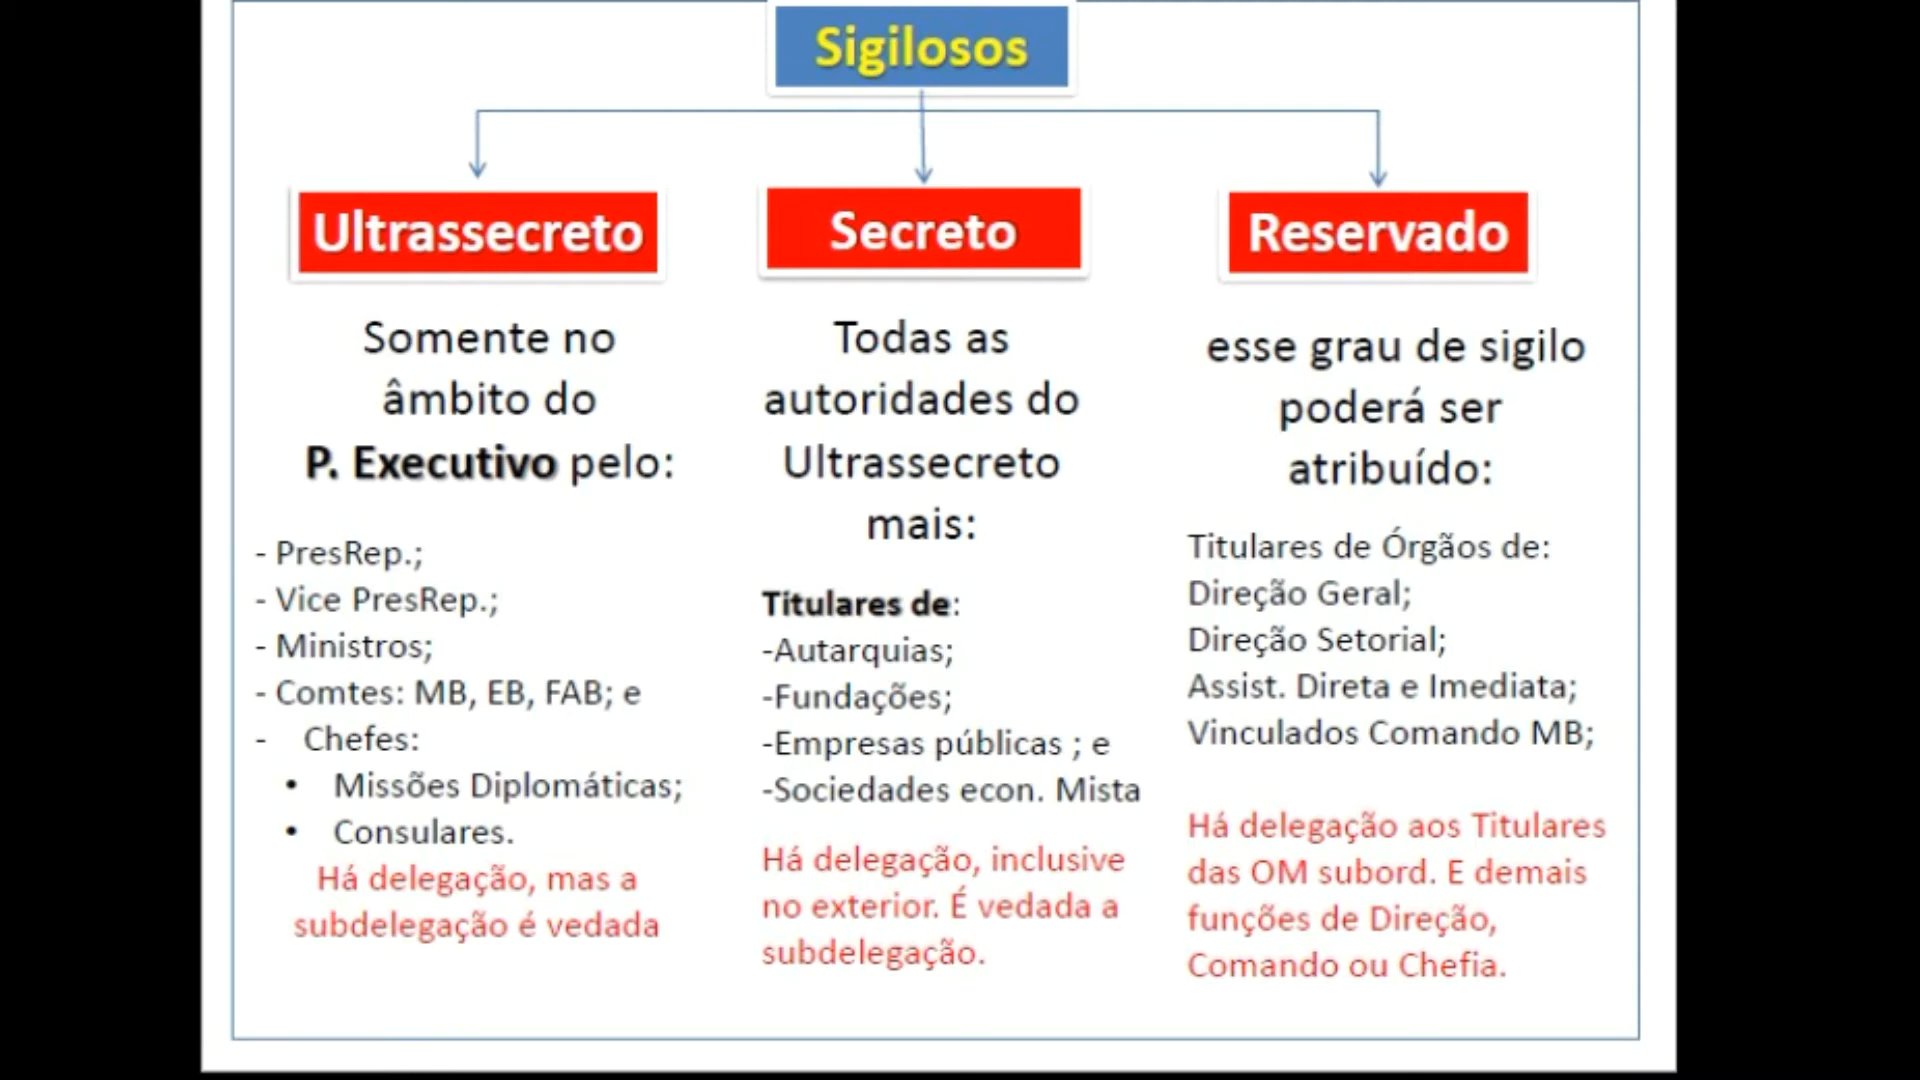 Sigilosos
Ultrassecreto
Somente no
âmbito do
P. Executivo pelo:
- PresRep.;
- Vice PresRep.;
- Ministros;
- Comtes: MB, EB, FAB; e
- Chefes:
• Missões Diplomáticas;
• Consulares.
Há delegação, mas a
subdelegação é vedada
Secreto
Todas as
autoridades do
Ultrassecreto
mais:
Titulares de:
-Autarquias;
-Fundações;
-Empresas públicas ; e
-Sociedades econ. Mista
Há delegação, inclusive
no exterior. É vedada a
subdelegação.
Reservado
esse grau de sigilo
poderá ser
atribuído:
Titulares de Órgãos de:
Direção Geral;
Direção Setorial;
Assist. Direta e Imediata;
Vinculados Comando MB;
Há delegação aos Titulares
das OM subord. E demais
funções de Direção,
Comando ou Chefia.